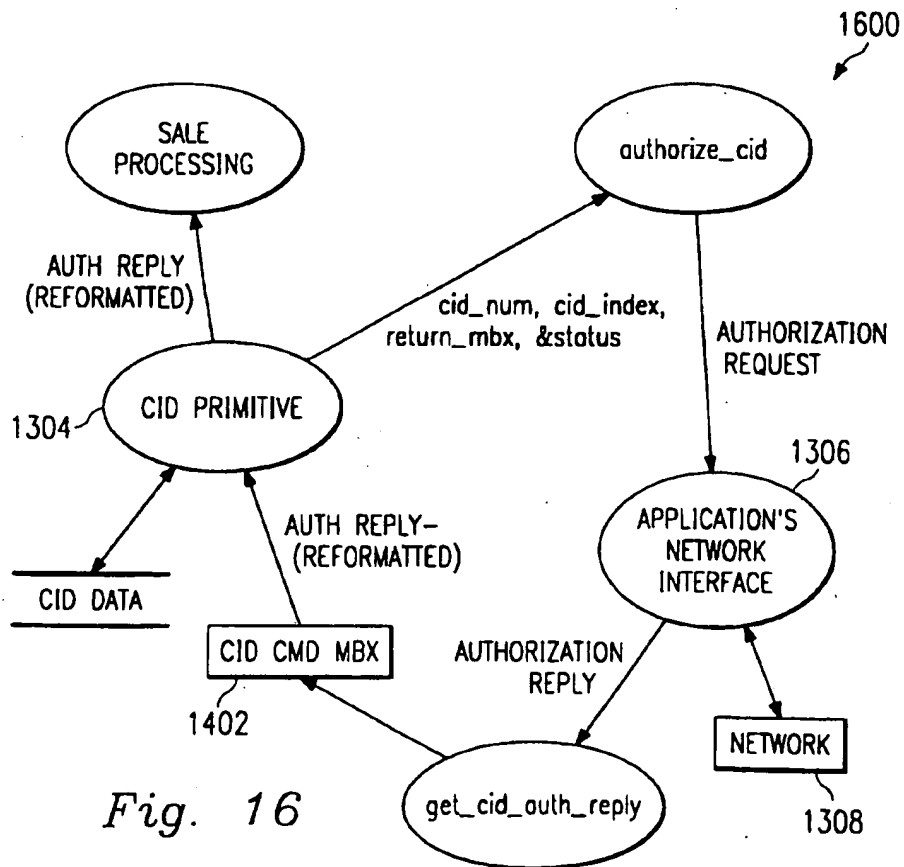 1600
SALE
PROCESSING
authorize_cid
AUTH REPLY
(REFORMATTED)
cid_num, cid_index,
return_mbx, &status
AUTHORIZATION
REQUEST
1304
CID PRIMITIVE
1306
APPLICATION'S
NETWORK
INTERFACE
AUTH REPLY-
(REFORMATTED)
CID DATA
CID CMD MBX
1402
AUTHORIZATION
REPLY
NETWORK
1308
get_cid_auth_reply
Fig. 16